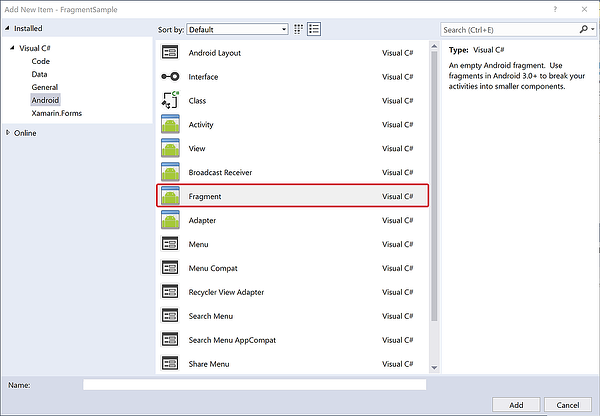 Add New Item - FragmentSample
Installed
Sort by: Default
Search (Ctrl+E)
Visual C#
Code
Data
General
Android
Xamarin.Forms
Online
Android Layout Visual C#
Interface Visual C#
Class Visual C#
Activity Visual C#
View Visual C#
Broadcast Receiver Visual C#
Fragment Visual C#
Adapter Visual C#
Menu Visual C#
Menu Compat Visual C#
Recycler View Adapter Visual C#
Search Menu Visual C#
Search Menu AppCompat Visual C#
Share Menu Visual C#
Type: Visual C#
An empty Android fragment. Use
fragments in Android 3.0+ to break your
activities into smaller components.
Name:
Add Cancel